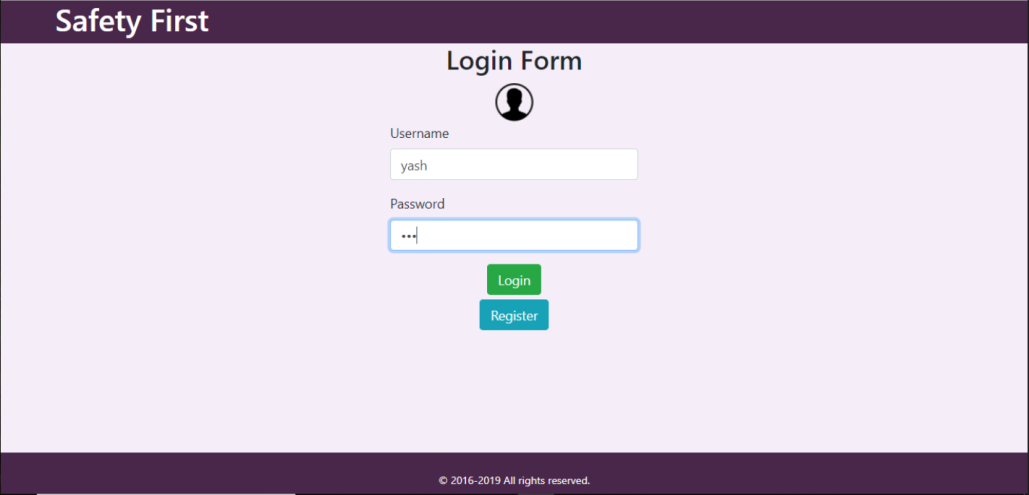 Safety First
Login Form
Username
yash
Password
•••
Login
Register
© 2016-2019 All rights reserved.